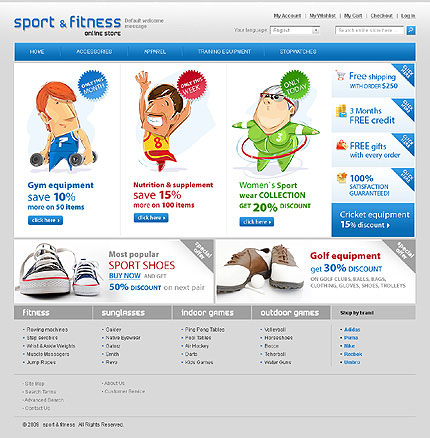 My Account | My Wishlist | My Cart | Checkout | Log In
sport & fitness
online store
Default welcome
message
Your language:
Search entire store here
HOME ACCESSORIES APPAREL TRAINING EQUIPMENT STOPWATCHES
ONLY THIS
MONTH
ONLY THIS
WEEK
ONLY
TODAY
Gym equipment
save 10%
more on 50 items
click here
Nutrition & supplement
save 15%
more on 100 items
click here
Women's Sport
wear COLLECTION
GET 20% DISCOUNT
click here
Free shipping
WITH ORDER $250
3 Months
FREE credit
FREE gifts
with every order
100%
SATISFACTION
GUARANTEED!
Cricket equipment
15% discount
Most popular
SPORT SHOES
BUY NOW AND GET
50% DISCOUNT on next pair
special offer
Golf equipment
get 30% DISCOUNT
ON GOLF CLUBS, BALLS, BAGS,
CLOTHING, GLOVES, SHOES, TROLLEYS
special offer
fitness
Rowing machines
Step aerobics
Wrist & Ankle Weights
Muscle Massagers
Jump Ropes
sunglasses
Oakley
Native Eyewear
Gatorz
Smith
Revo
indoor games
Ping Pong Tables
Pool Tables
Air Hockey
Darts
Kids Games
outdoor games
Volleyball
Horseshoes
Bocce
Tetherball
Water Guns
Shop by brand
Adidas
Puma
Nike
Reebok
Umbro
Site Map
Search Terms
Advanced Search
Contact Us
About Us
Customer Service
sport & fitness All Rights Reserved.